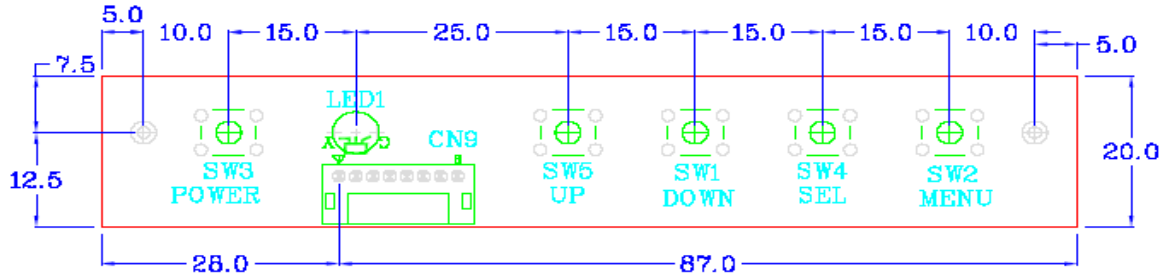 5.0
10.0 15.0 25.0 15.0 15.0 15.0 10.0 5.0
7.5
LED1
CN9
20.0
12.5
SW3 SW5 SW1 SW4 SW2
POWER UP DOWN SEL MENU
28.0 87.0